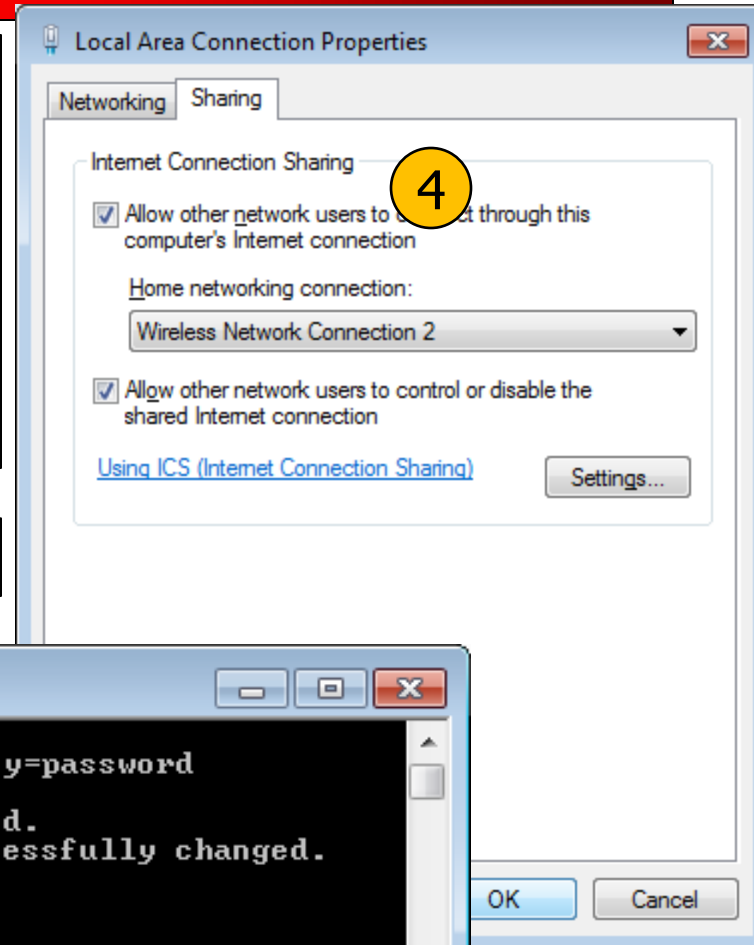 Local Area Connection Properties
Networking Sharing
Internet Connection Sharing
4
Allow other network users to ct through this
computer's Internet connection
Home networking connection:
Wireless Network Connection 2
Allow other network users to control or disable the
shared Internet connection
Using ICS (Internet Connection Sharing)
Settings...
y=password
d.
essfully changed.
OK Cancel